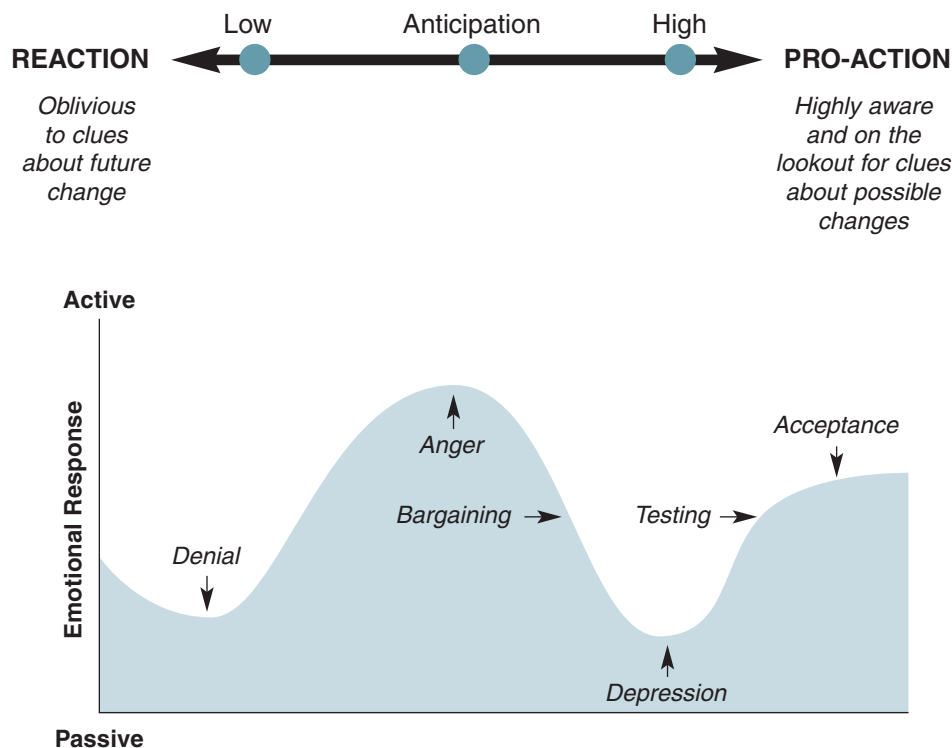 Low Anticipation High
REACTION PRO-ACTION
Oblivious
to clues
about future
change
Highly aware
and on the
lookout for clues
about possible
changes
Active
Emotional Response
Denial
Anger
Bargaining
Depression
Testing
Acceptance
Passive